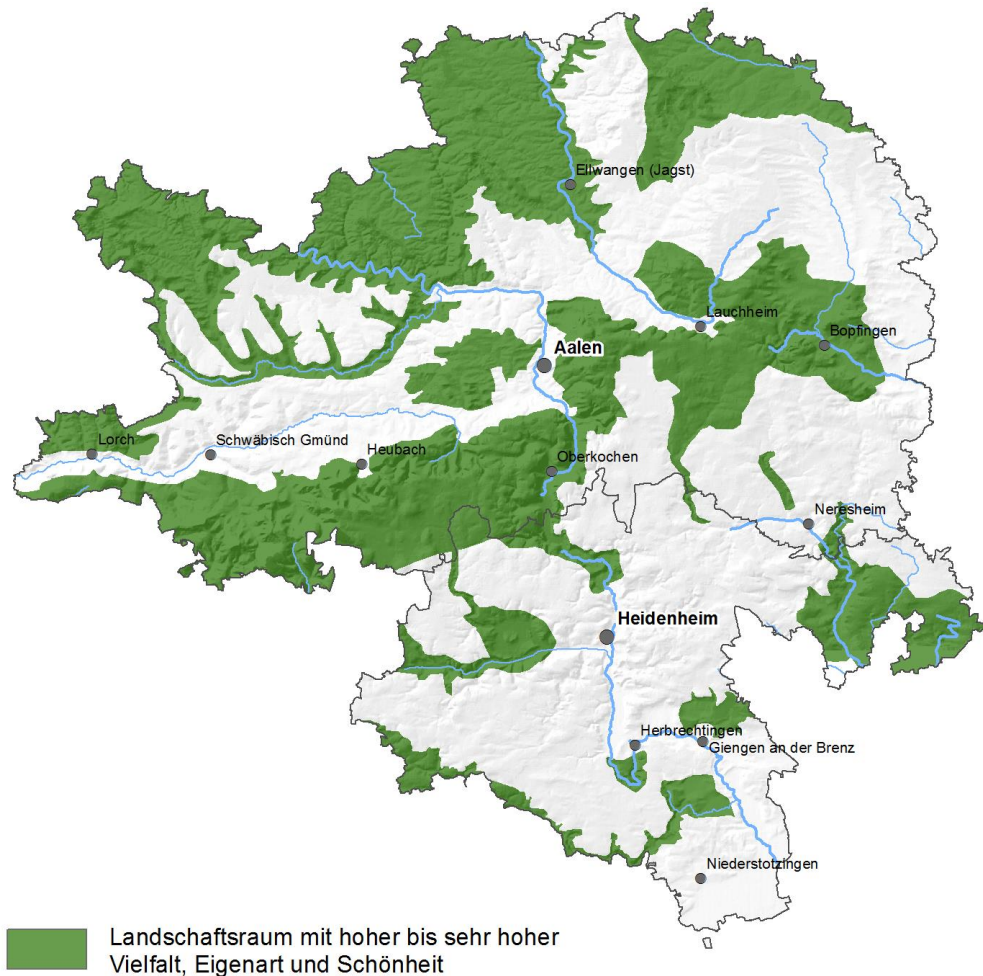 Ellwangen (Jagst)
Lauchheim
Bopfingen
Aalen
Lorch
Schwäbisch Gmünd
Heubach
Oberkochen
Neresheim
Heidenheim
Herbrechtingen
Giengen an der Brenz
Niederstotzingen
Landschaftsraum mit hoher bis sehr hoher
Vielfalt, Eigenart und Schönheit